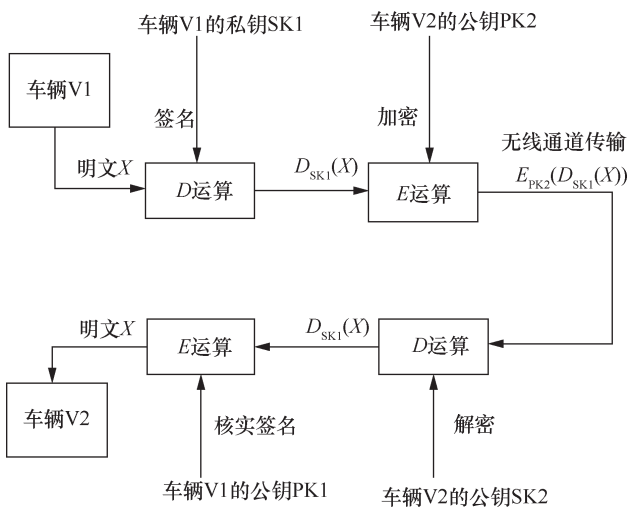 车辆V1的私钥SK1
车辆V2的公钥PK2
车辆V1
签名
加密
无线通道传输
明文X
D运算
D_SK1(X)
E运算
E_PK2(D_SK1(X))
明文X
E运算
D_SK1(X)
D运算
车辆V2
核实签名
解密
车辆V1的公钥PK1
车辆V2的公钥SK2